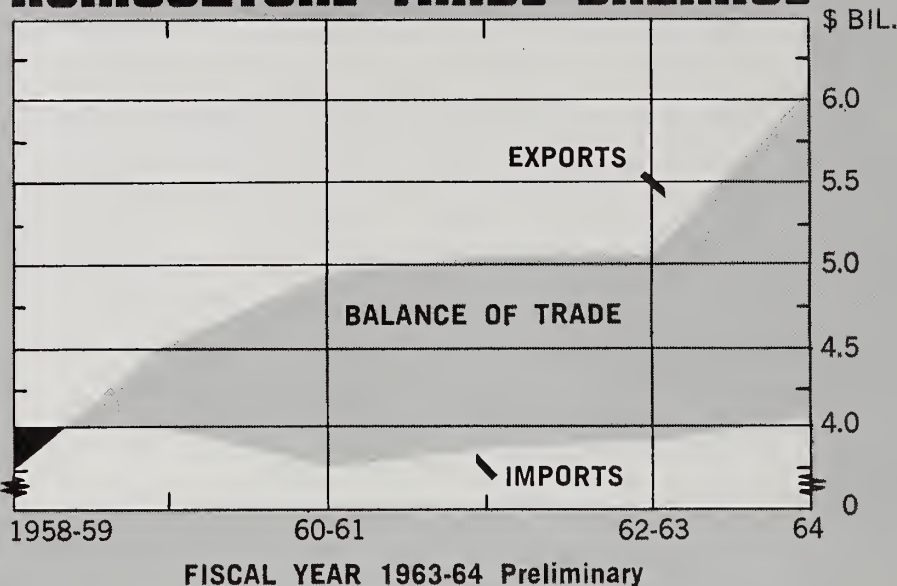 $ BIL.
6.0
EXPORTS
5.5
5.0
BALANCE OF TRADE
4.5
4.0
IMPORTS
0
1958-59 60-61 62-63 64
FISCAL YEAR 1963-64 Preliminary